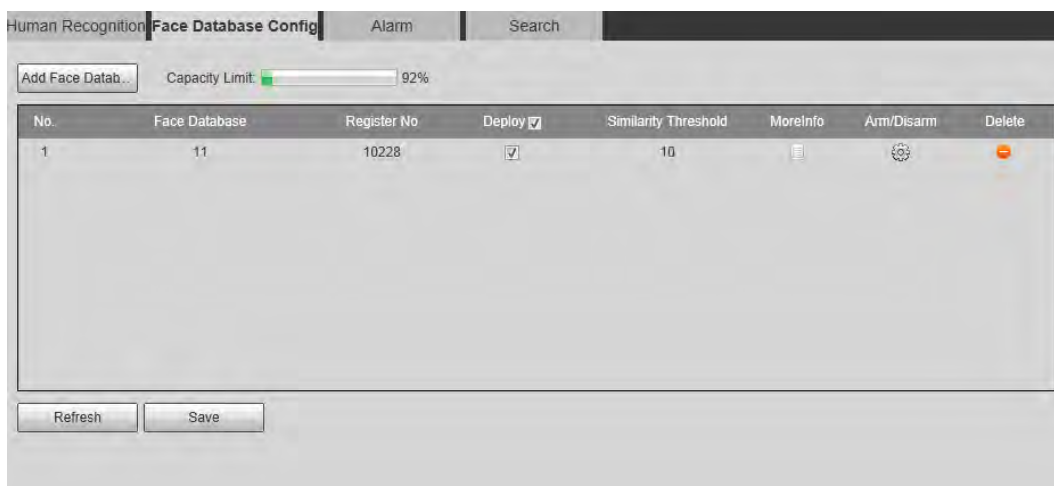 Human Recognition Face Database Config Alarm Search
Add Face Datab... Capacity Limit: 92%
No. Face Database Register No Deploy Similarity Threshold MoreInfo Arm/Disarm Delete
1 11 10228 10
Refresh Save